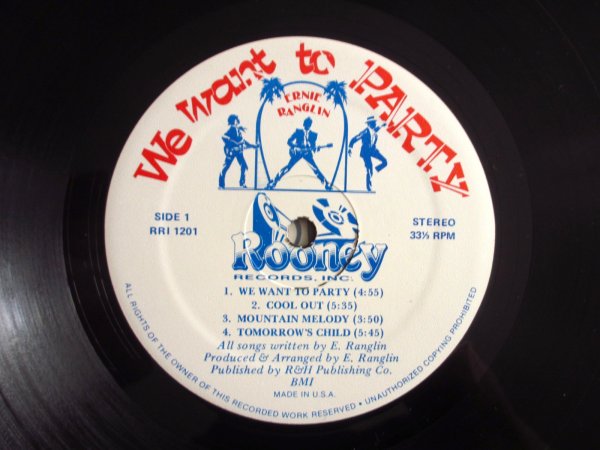 We Want to PARTY
ERNIE
RANGLIN
SIDE 1
RRI 1201
STEREO
33⅓ RPM
Rooney
RECORDS, INC.
1. WE WANT TO PARTY (4:55)
2. COOL OUT (5:35)
3. MOUNTAIN MELODY (3:50)
4. TOMORROW'S CHILD (5:45)
All songs written by E. Ranglin
Produced & Arranged by E. Ranglin
Published by R&H Publishing Co.
BMI
MADE IN U.S.A.
ALL RIGHTS OF THE OWNER OF THIS RECORDED WORK RESERVED • UNAUTHORIZED COPYING PROHIBITED